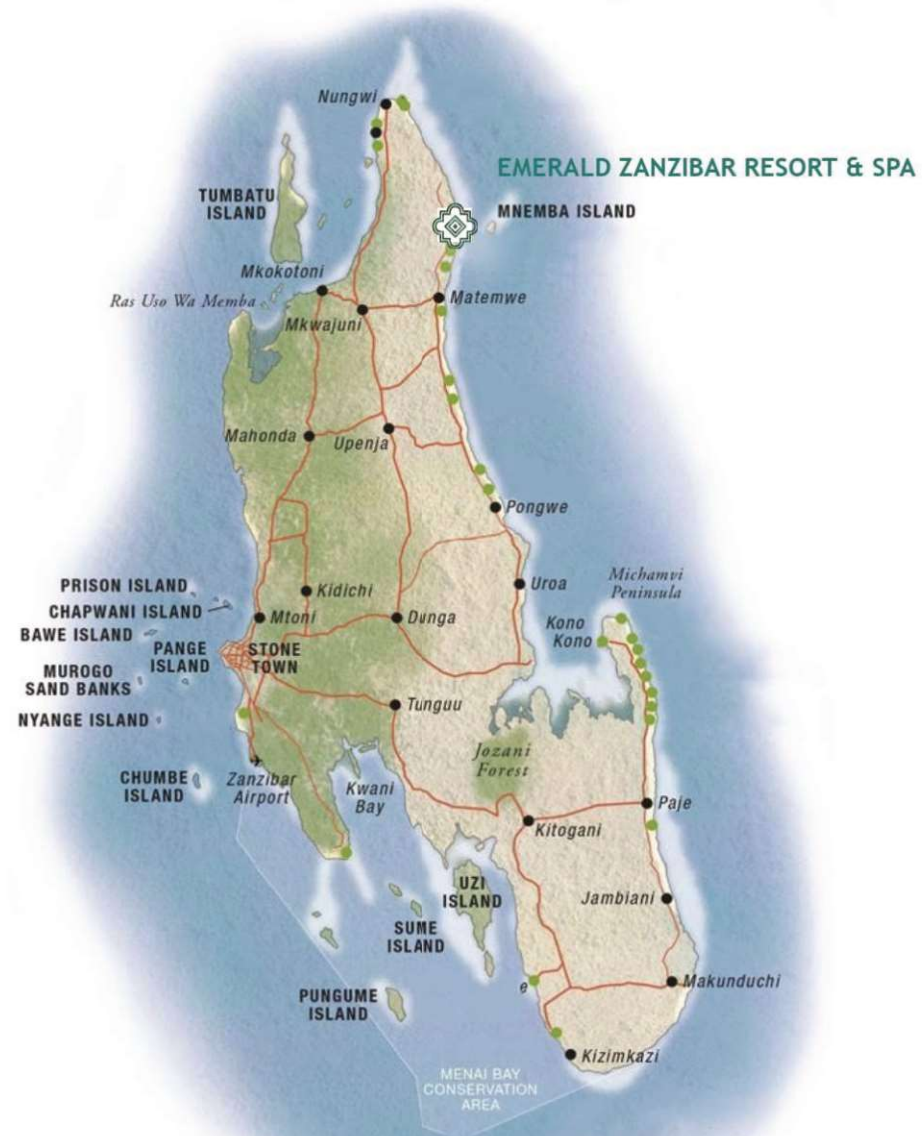 Nungwi
EMERALD ZANZIBAR RESORT & SPA
TUMBATU
ISLAND
MNEMBA ISLAND
Mkokotoni
Ras Uso Wa Memba
Matemwe
Mkwajuni
Mahonda
Upenja
Pongwe
PRISON ISLAND
CHAPWANI ISLAND
BAWE ISLAND
Kidichi
Uroa
Michamvi
Peninsula
Mtoni
Dunga
Kono
Kono
PANGE
ISLAND
STONE
TOWN
MUROGO
SAND BANKS
NYANGE ISLAND
Tunguu
Jozani
Forest
CHUMBE
ISLAND
Zanzibar
Airport
Kwani
Bay
Paje
Kitogani
UZI
ISLAND
Jambiani
SUME
ISLAND
PUNGUME
ISLAND
e
Makunduchi
Kizimkazi
MENAI BAY
CONSERVATION
AREA